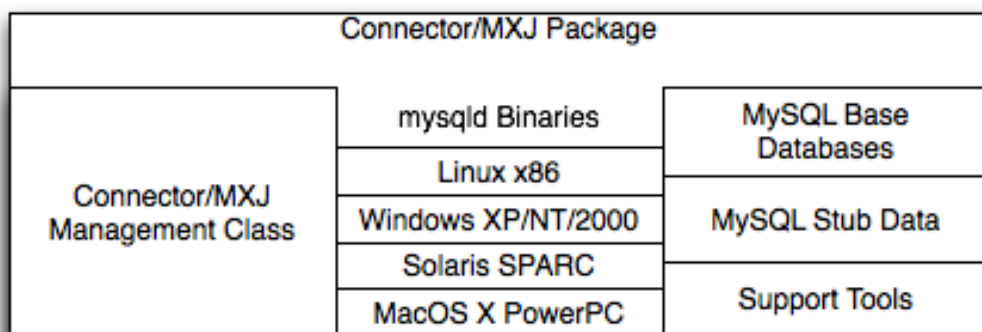 Connector/MXJ Package
Connector/MXJ
Management Class
mysqld Binaries
Linux x86
Windows XP/NT/2000
Solaris SPARC
MacOS X PowerPC
MySQL Base
Databases
MySQL Stub Data
Support Tools